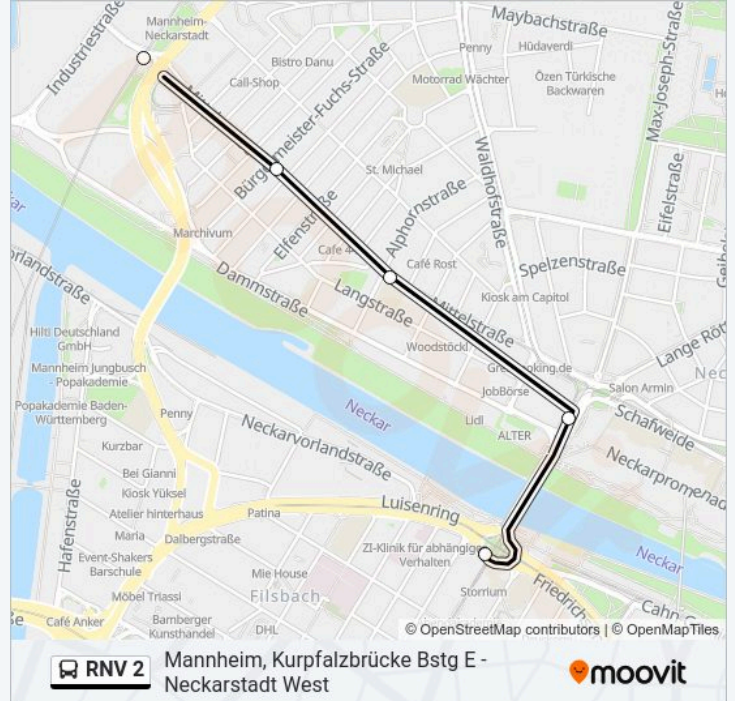 Mannheim-
Neckarstadt
Maybachstraße
Industriestraße
Bistro Danu
Penny
Hüdaverdi
Call-Shop
Motorrad Wächter
Özen Türkische
Backwaren
Max-Joseph-Straße
Bürgermeister-Fuchs-Straße
St. Michael
Waldhofstraße
Eifelstraße
Alphornstraße
Elfenstraße
Marchivum
Cafe 4
Café Rost
Spelzenstraße
Dammstraße
Langstraße
Kiosk am Capitol
Mittelstraße
Hilti Deutschland
GmbH
Woodstöckl
Lange Röt
Mannheim Jungbusch
- Popakademie
JobBörse
Salon Armin
Popakademie Baden-
Württemberg
Penny
Neckar
Lidl
Schafweide
ALTER
Kurzbar
Neckarvorlandstraße
Neckarpromenad
Bei Gianni
Kiosk Yüksel
Hafenstraße
Atelier hinterhaus
Patina
Luisenring
Maria
Dalbergstraße
Event-Shakers
Barschule
ZI-Klinik für abhängige
Verhalten
Neckar
Mie House
Möbel Triassi
Filsbach
Storrium
Friedrich
Café Anker
Bamberger
Kunsthandel
DHL
Cahn-G
© OpenStreetMap contributors | © OpenMapTiles
RNV 2
Mannheim, Kurpfalzbrücke Bstg E -
Neckarstadt West
moovit